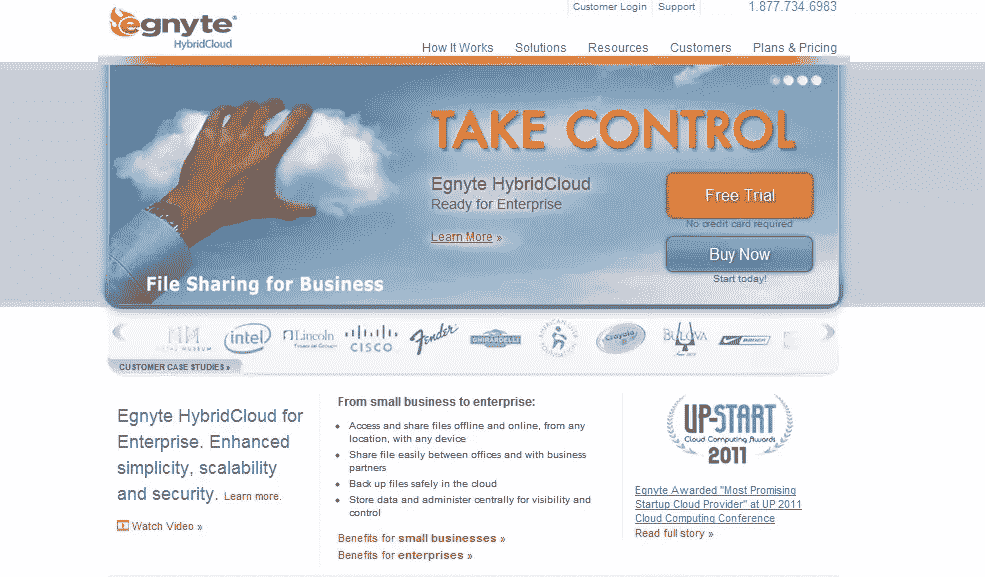 Customer Login
Support
1.877.734.6983
egnyte
HybridCloud
How It Works
Solutions
Resources
Customers
Plans & Pricing
TAKE CONTROL
Egnyte HybridCloud
Ready for Enterprise
Learn More »
Free Trial
No credit card required
Buy Now
Start today!
File Sharing for Business
intel
Lincoln
CISCO
Fender
GHIRARDELLI
Crayola
BULOVA
CUSTOMER CASE STUDIES »
Egnyte HybridCloud for
Enterprise. Enhanced
simplicity, scalability
and security. Learn more.
Watch Video »
From small business to enterprise:
Access and share files offline and online, from any
location, with any device
Share file easily between offices and with business
partners
Back up files safely in the cloud
Store data and administer centrally for visibility and
control
Benefits for small businesses »
Benefits for enterprises »
UP-START
Cloud Computing Awards
2011
Egnyte Awarded "Most Promising
Startup Cloud Provider" at UP 2011
Cloud Computing Conference
Read full story »